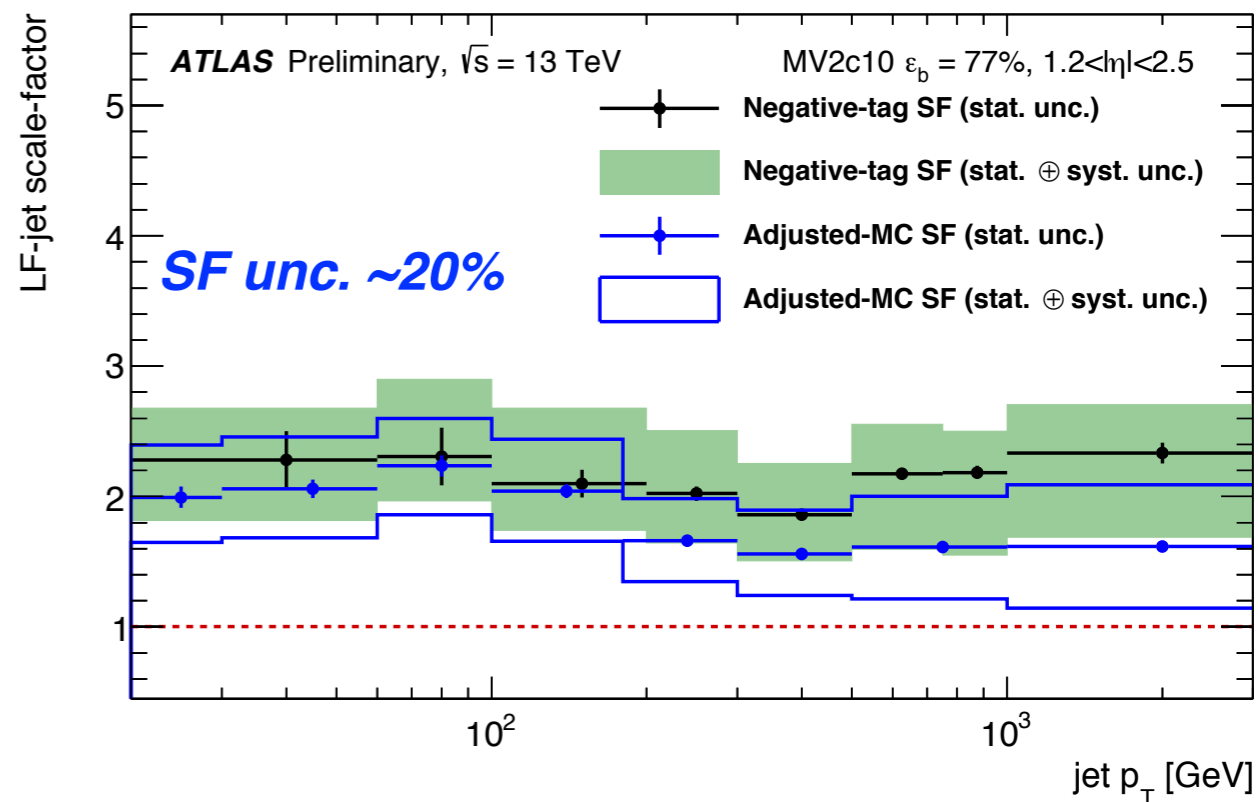 ATLAS Preliminary, √s = 13 TeV
MV2c10 ε_b = 77%, 1.2<|η|<2.5
Negative-tag SF (stat. unc.)
Negative-tag SF (stat. ⊕ syst. unc.)
Adjusted-MC SF (stat. unc.)
Adjusted-MC SF (stat. ⊕ syst. unc.)
SF unc. ~20%
LF-jet scale-factor
5
4
3
2
1
10²
10³
jet p_T [GeV]